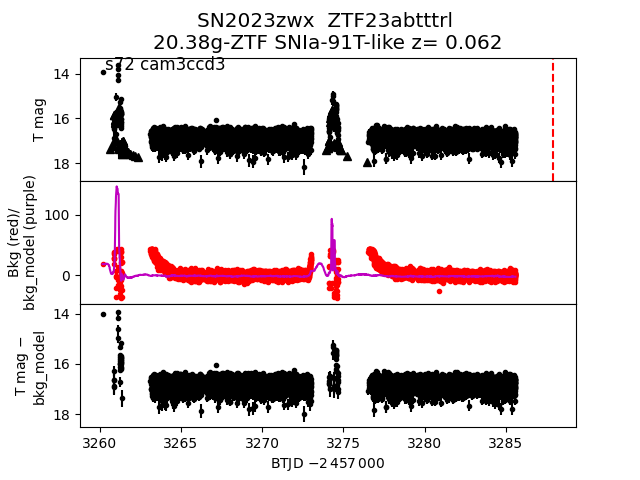 SN2023zwx ZTF23abtttrl
20.38g-ZTF SNIa-91T-like z= 0.062
s72 cam3ccd3
T mag
14
16
18
Bkg (red)/
bkg_model (purple)
100
0
T mag −
bkg_model
14
16
18
3260 3265 3270 3275 3280 3285
BTJD −2 457 000